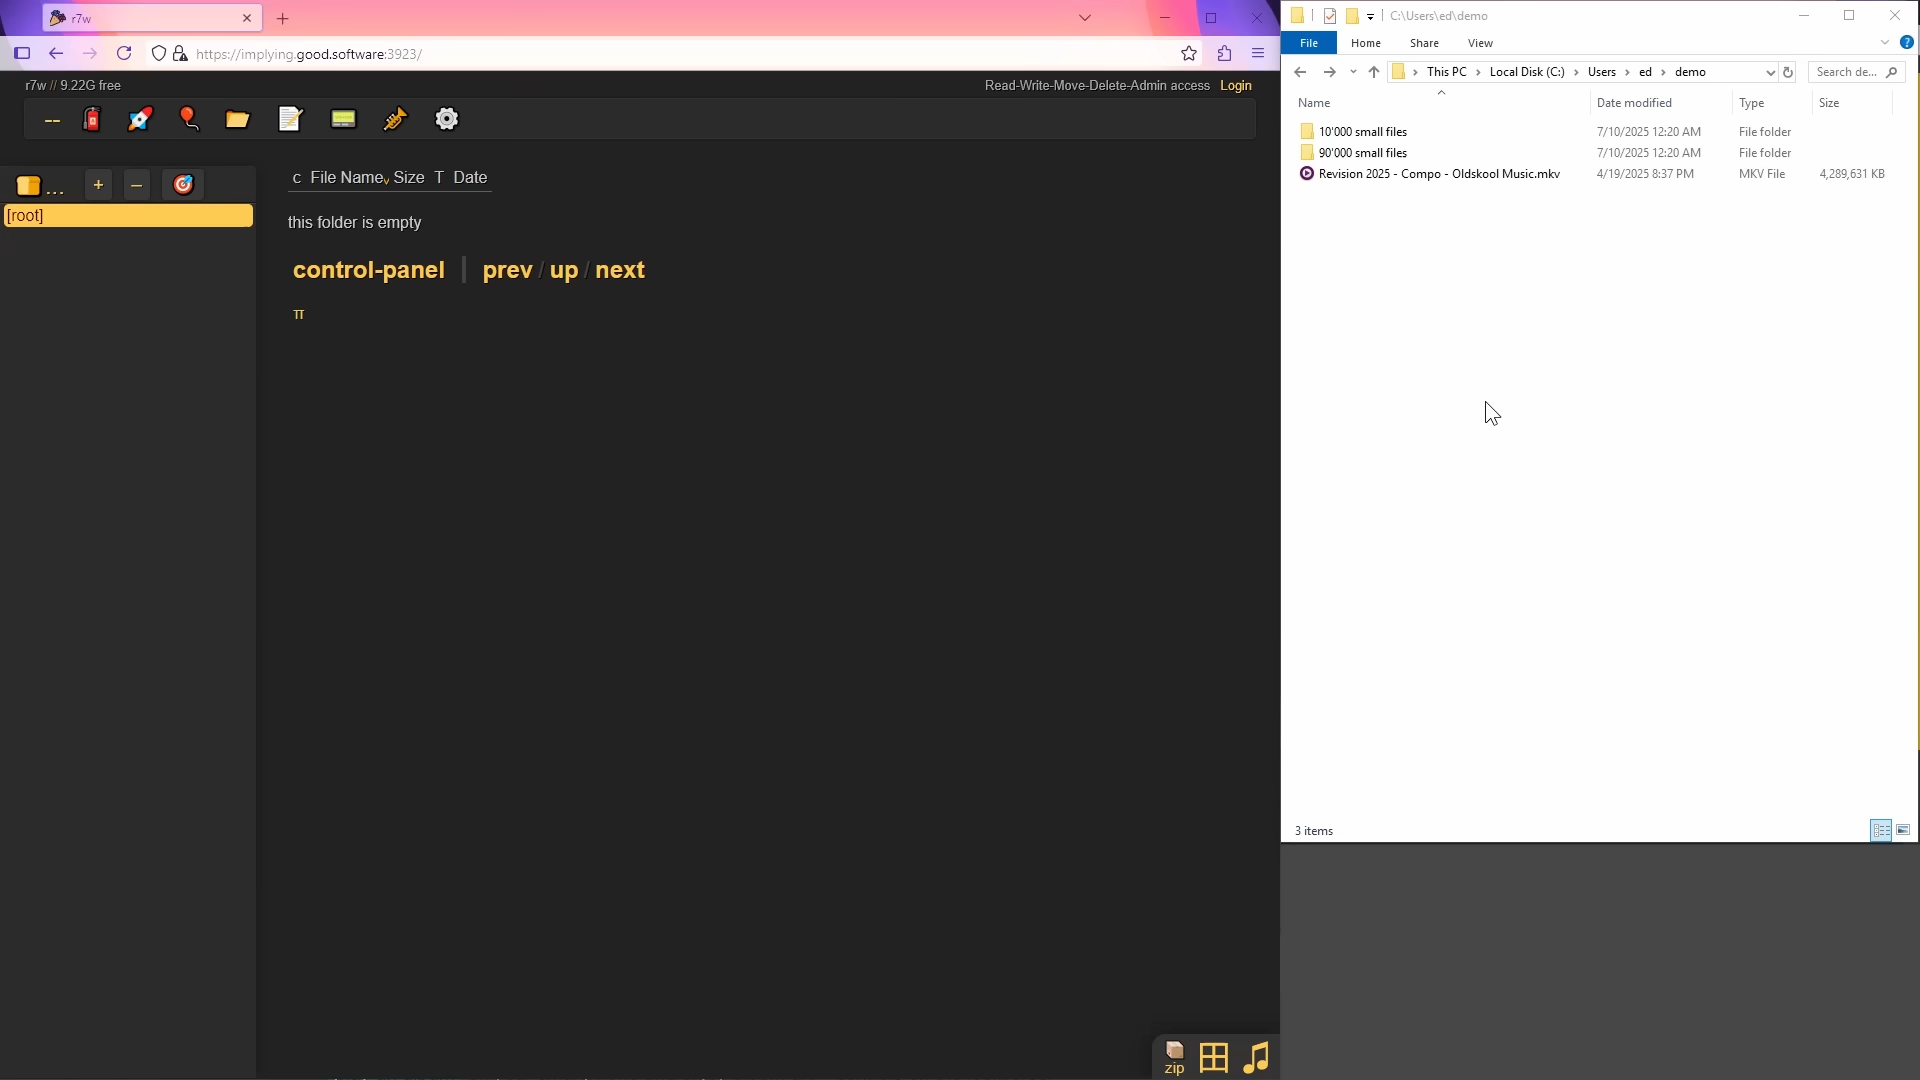 r7w
https://implying.good.software:3923/
r7w // 9.22G free
Read-Write-Move-Delete-Admin access Login
--
... + –
[root]
c File Name Size T Date
this folder is empty
control-panel | prev / up / next
π
zip
C:\Users\ed\demo
File Home Share View
This PC › Local Disk (C:) › Users › ed › demo
Search de...
Name Date modified Type Size
10'000 small files 7/10/2025 12:20 AM File folder
90'000 small files 7/10/2025 12:20 AM File folder
Revision 2025 - Compo - Oldskool Music.mkv 4/19/2025 8:37 PM MKV File 4,289,631 KB
3 items